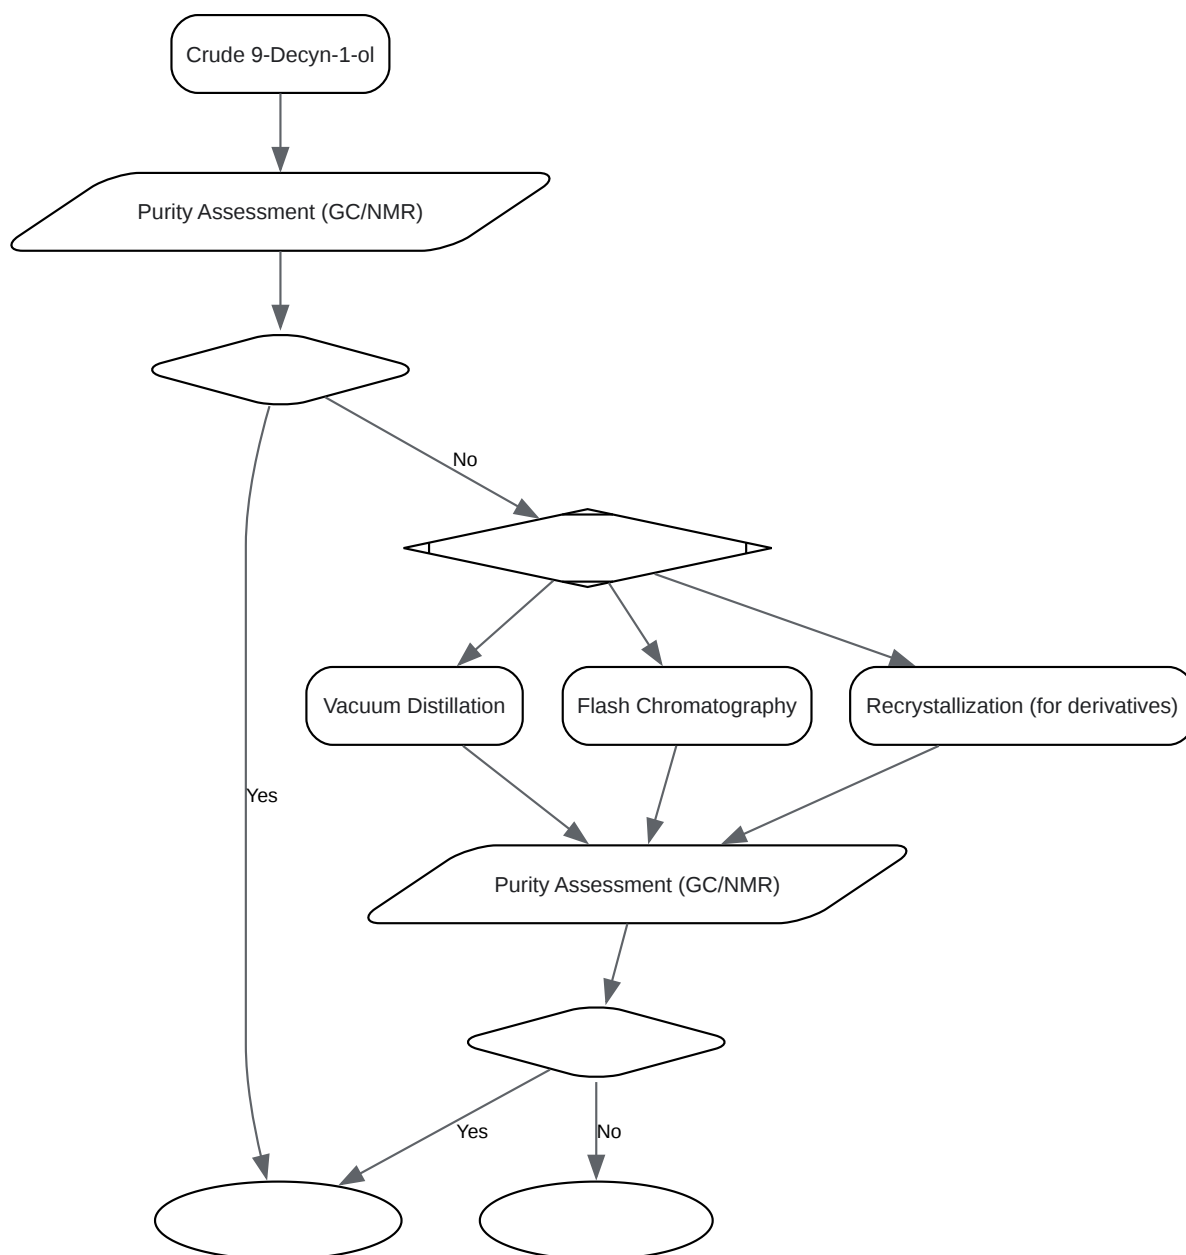 Crude 9-Decyn-1-ol
Purity Assessment (GC/NMR)
No
Vacuum Distillation
Flash Chromatography
Recrystallization (for derivatives)
Yes
Purity Assessment (GC/NMR)
Yes
No